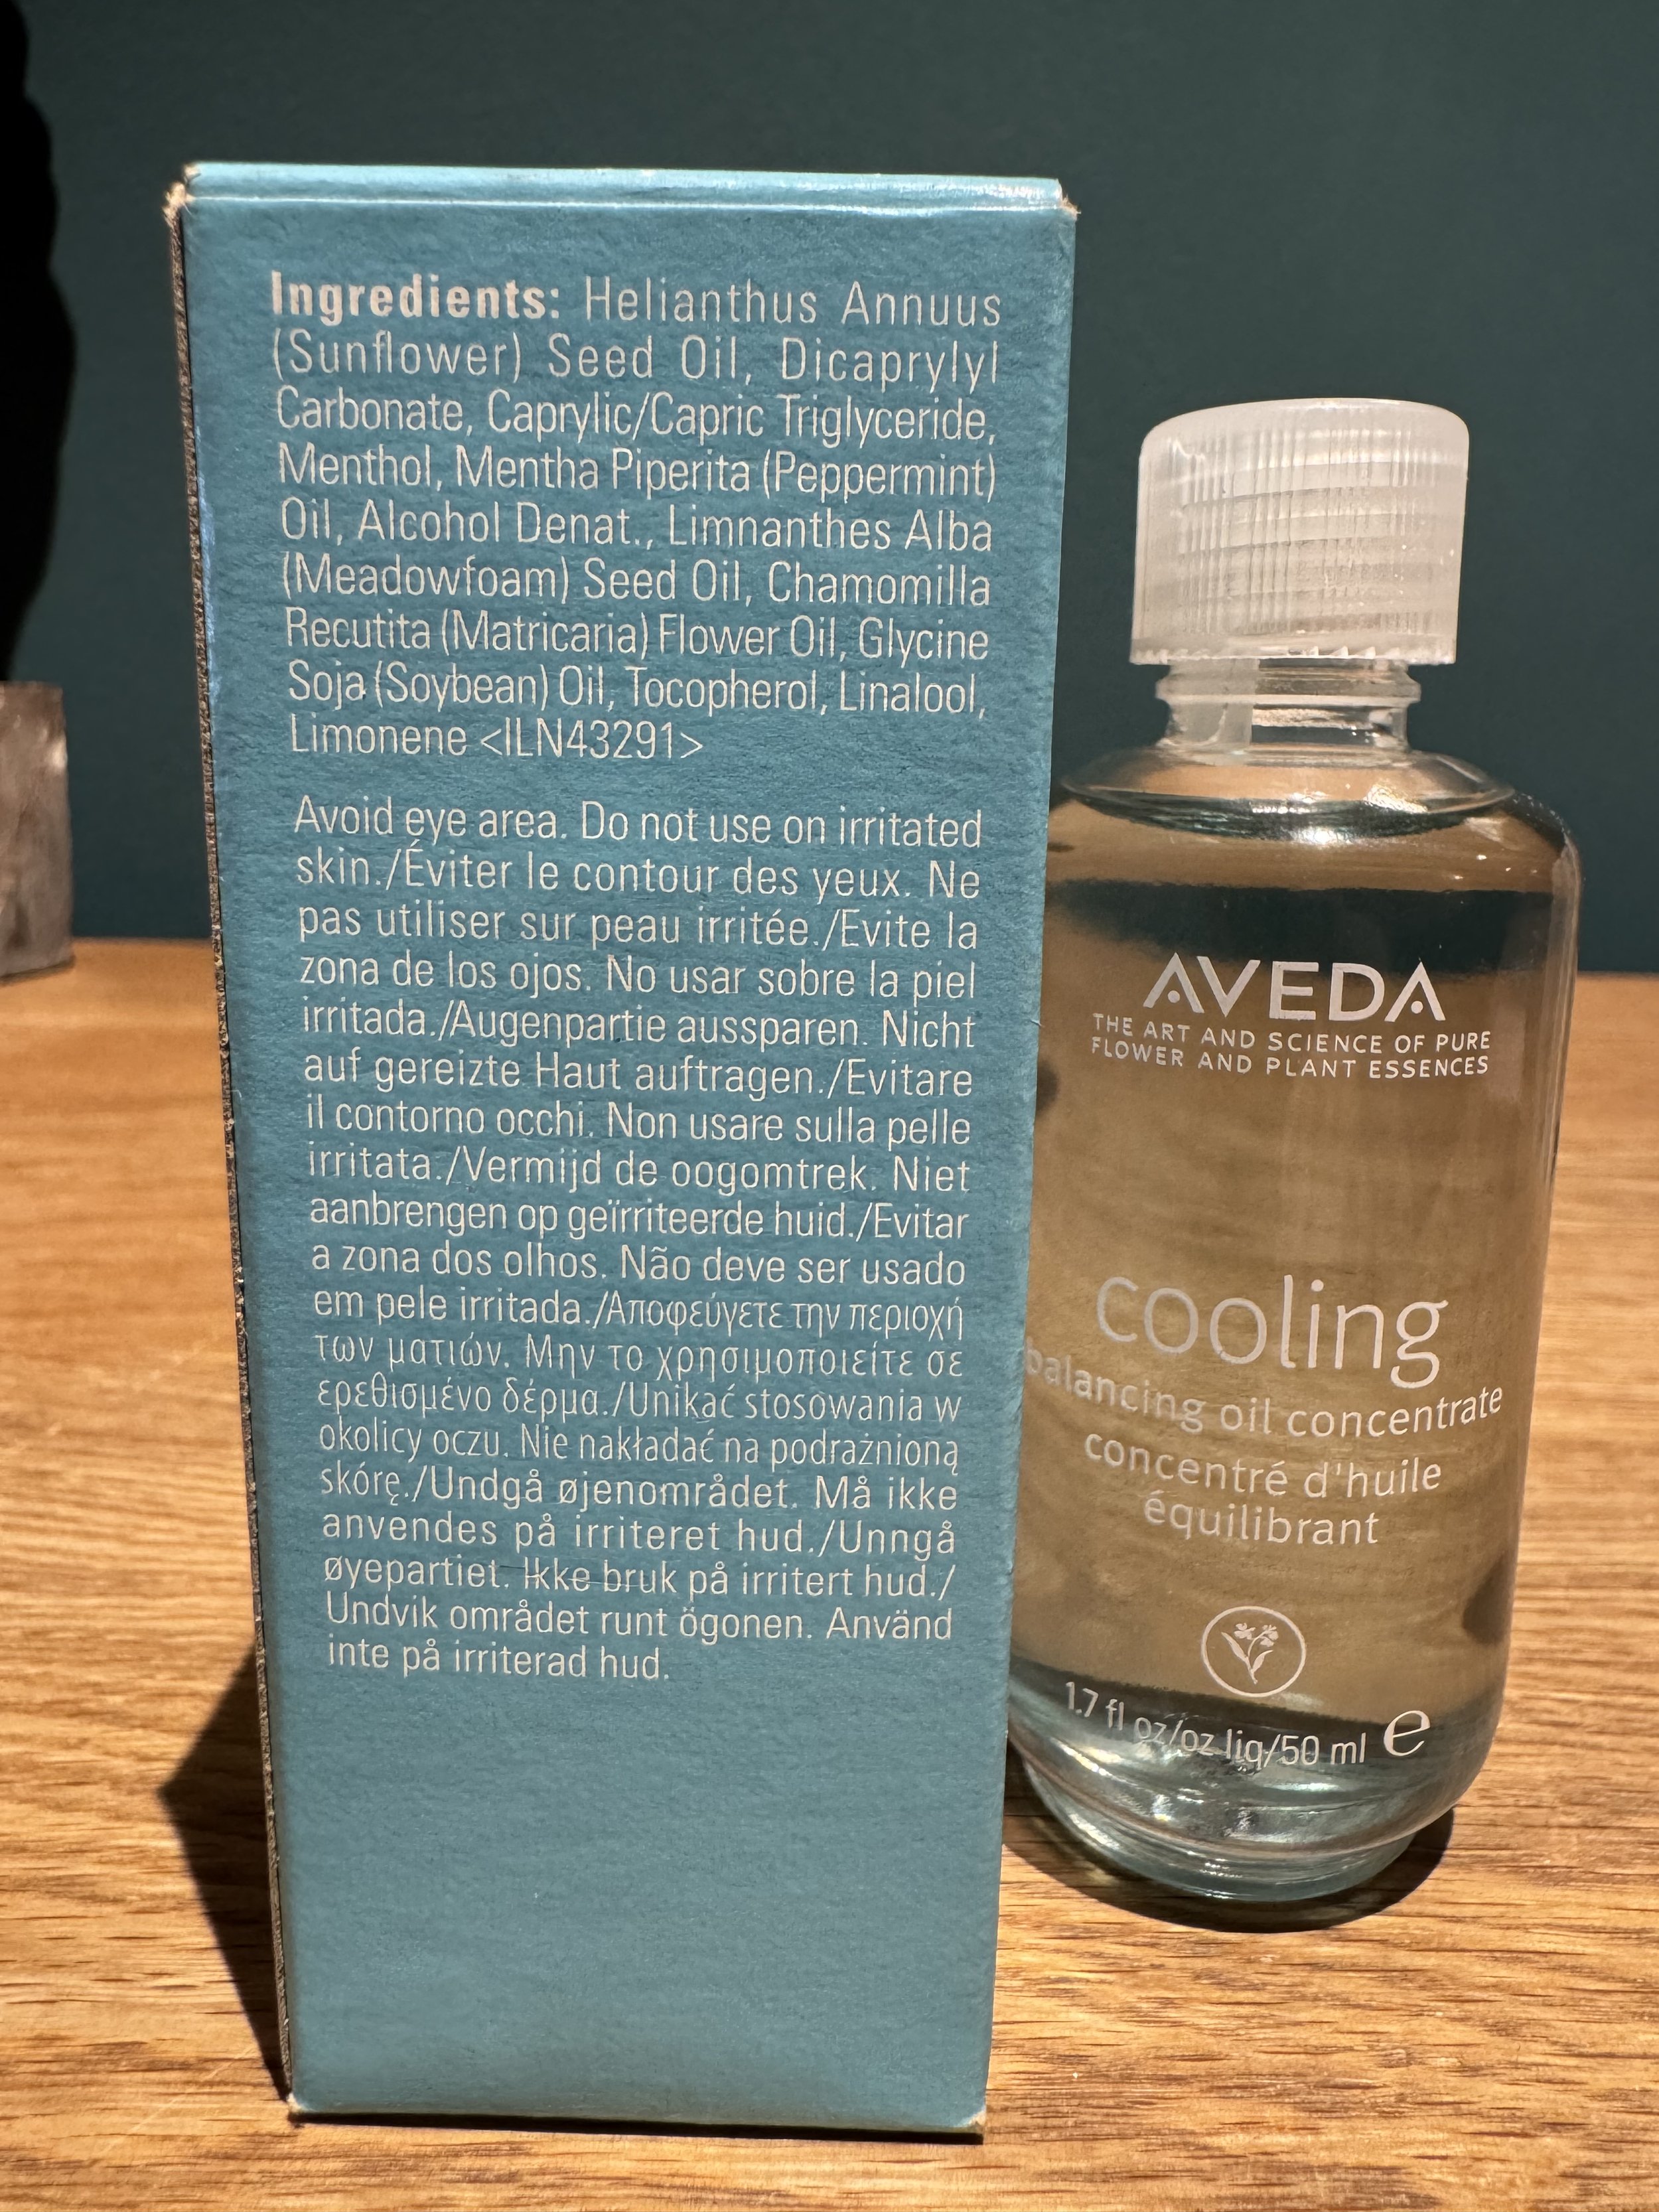 Ingredients: Helianthus Annuus
(Sunflower) Seed Oil, Dicaprylyl
Carbonate, Caprylic/Capric Triglyceride,
Menthol, Mentha Piperita (Peppermint)
Oil, Alcohol Denat., Limnanthes Alba
(Meadowfoam) Seed Oil, Chamomilla
Recutita (Matricaria) Flower Oil, Glycine
Soja (Soybean) Oil, Tocopherol, Linalool,
Limonene <ILN43291>
Avoid eye area. Do not use on irritated
skin./Éviter le contour des yeux. Ne
pas utiliser sur peau irritée./Evite la
zona de los ojos. No usar sobre la piel
irritada./Augenpartie aussparen. Nicht
auf gereizte Haut auftragen./Evitare
il contorno occhi. Non usare sulla pelle
irritata./Vermijd de oogomtrek. Niet
aanbrengen op geïrriteerde huid./Evitar
a zona dos olhos. Não deve ser usado
em pele irritada./Αποφεύγετε την περιοχή
των ματιών. Μην το χρησιμοποιείτε σε
ερεθισμένο δέρμα./Unikać stosowania w
okolicy oczu. Nie nakładać na podrażnioną
skórę./Undgå øjenområdet. Må ikke
anvendes på irriteret hud./Unngå
øyepartiet. Ikke bruk på irritert hud./
Undvik området runt ögonen. Använd
inte på irriterad hud.
AVEDA
THE ART AND SCIENCE OF PURE
FLOWER AND PLANT ESSENCES
cooling
balancing oil concentrate
concentré d'huile
équilibrant
1.7 fl oz/oz liq/50 ml e